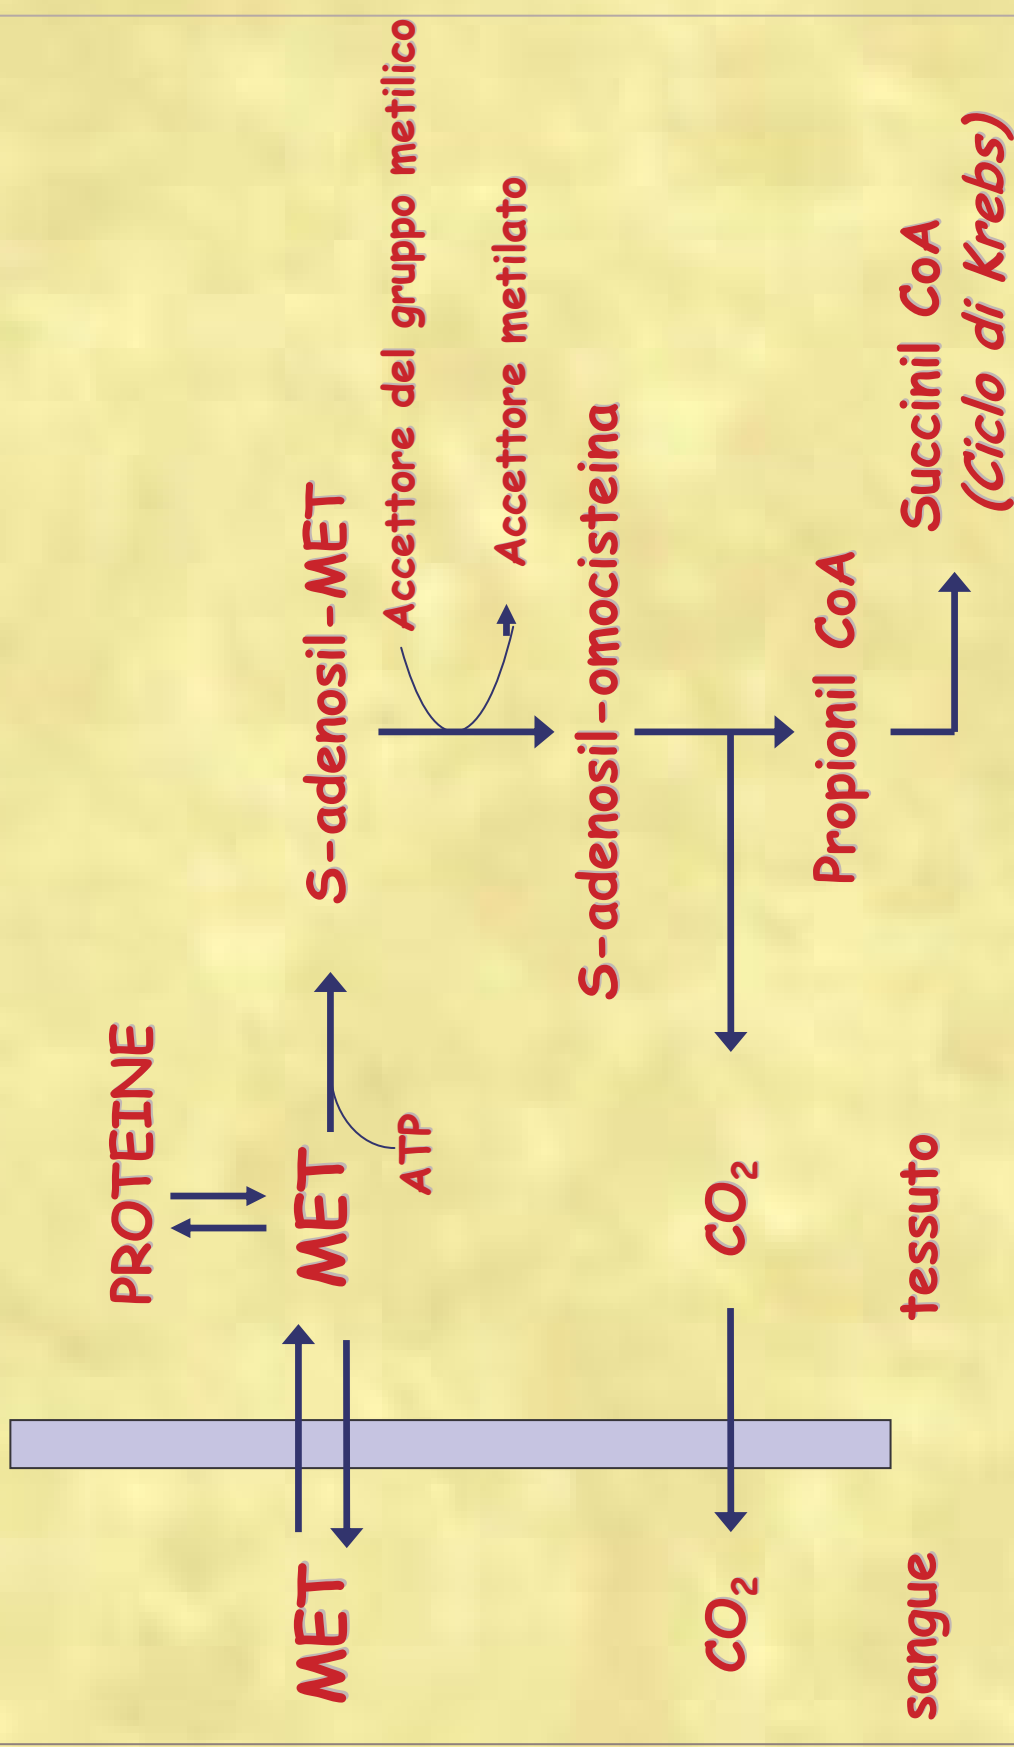 PROTEINE
MET
MET
S-adenosil-MET
ATP
Accettore del gruppo metilico
Accettore metilato
S-adenosil-omocisteina
CO2
CO2
Propionil CoA
Succinil CoA
(Ciclo di Krebs)
sangue
tessuto